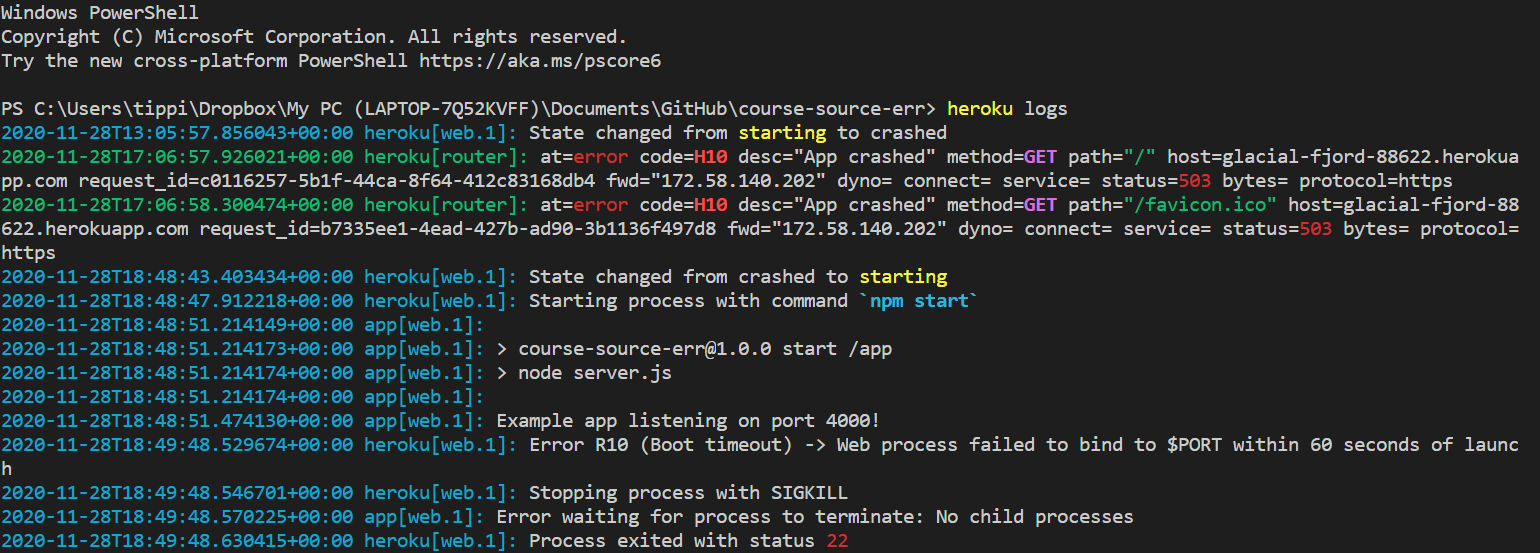 Windows PowerShell
Copyright (C) Microsoft Corporation. All rights reserved.
Try the new cross-platform PowerShell https://aka.ms/pscore6
PS C:\Users\tippi\Dropbox\My PC (LAPTOP-7Q52KVFF)\Documents\GitHub\course-source-err> heroku logs
2020-11-28T13:05:57.856043+00:00 heroku[web.1]: State changed from starting to crashed
2020-11-28T17:06:57.926021+00:00 heroku[router]: at=error code=H10 desc="App crashed" method=GET path="/" host=glacial-fjord-88622.herokua
pp.com request_id=c0116257-5b1f-44ca-8f64-412c83168db4 fwd="172.58.140.202" dyno= connect= service= status=503 bytes= protocol=https
2020-11-28T17:06:58.300474+00:00 heroku[router]: at=error code=H10 desc="App crashed" method=GET path="/favicon.ico" host=glacial-fjord-88
622.herokuapp.com request_id=b7335ee1-4ead-427b-ad90-3b1136f497d8 fwd="172.58.140.202" dyno= connect= service= status=503 bytes= protocol=
https
2020-11-28T18:48:43.403434+00:00 heroku[web.1]: State changed from crashed to starting
2020-11-28T18:48:47.912218+00:00 heroku[web.1]: Starting process with command `npm start`
2020-11-28T18:48:51.214149+00:00 app[web.1]:
2020-11-28T18:48:51.214173+00:00 app[web.1]: > course-source-err@1.0.0 start /app
2020-11-28T18:48:51.214174+00:00 app[web.1]: > node server.js
2020-11-28T18:48:51.214174+00:00 app[web.1]:
2020-11-28T18:48:51.474130+00:00 app[web.1]: Example app listening on port 4000!
2020-11-28T18:49:48.529674+00:00 heroku[web.1]: Error R10 (Boot timeout) -> Web process failed to bind to $PORT within 60 seconds of launc
h
2020-11-28T18:49:48.546701+00:00 heroku[web.1]: Stopping process with SIGKILL
2020-11-28T18:49:48.570225+00:00 app[web.1]: Error waiting for process to terminate: No child processes
2020-11-28T18:49:48.630415+00:00 heroku[web.1]: Process exited with status 22